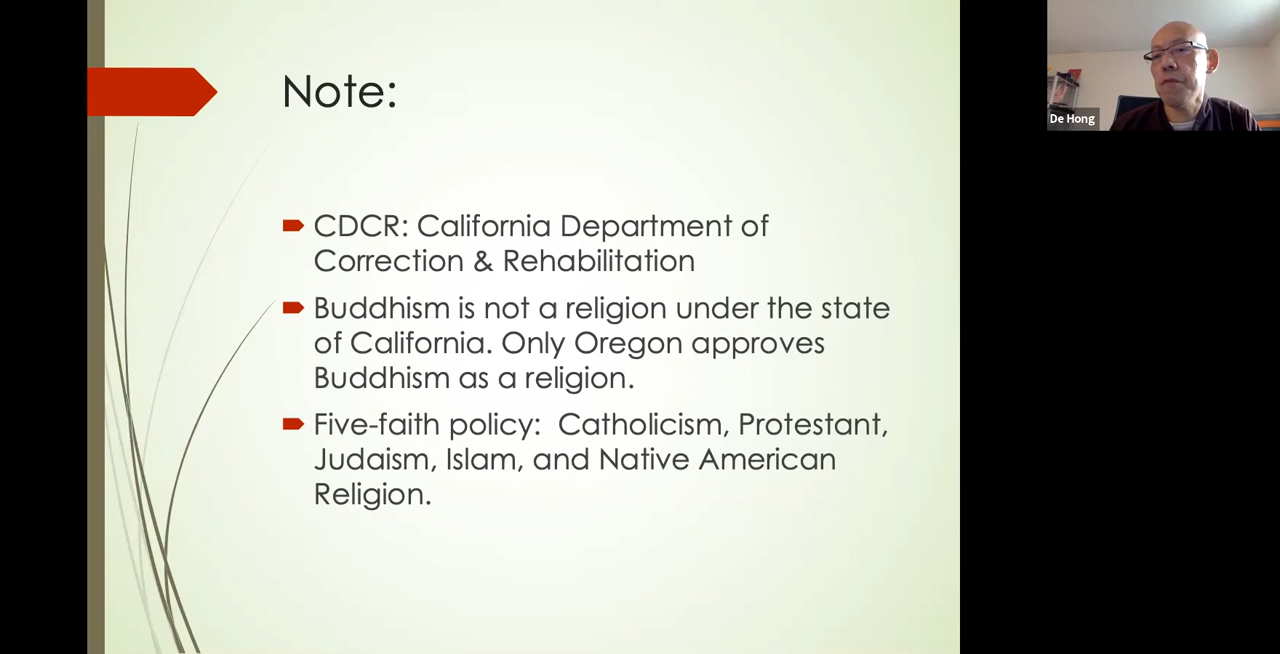 Note:
CDCR: California Department of
Correction & Rehabilitation
Buddhism is not a religion under the state
of California. Only Oregon approves
Buddhism as a religion.
Five-faith policy:  Catholicism, Protestant,
Judaism, Islam, and Native American
Religion.
De Hong